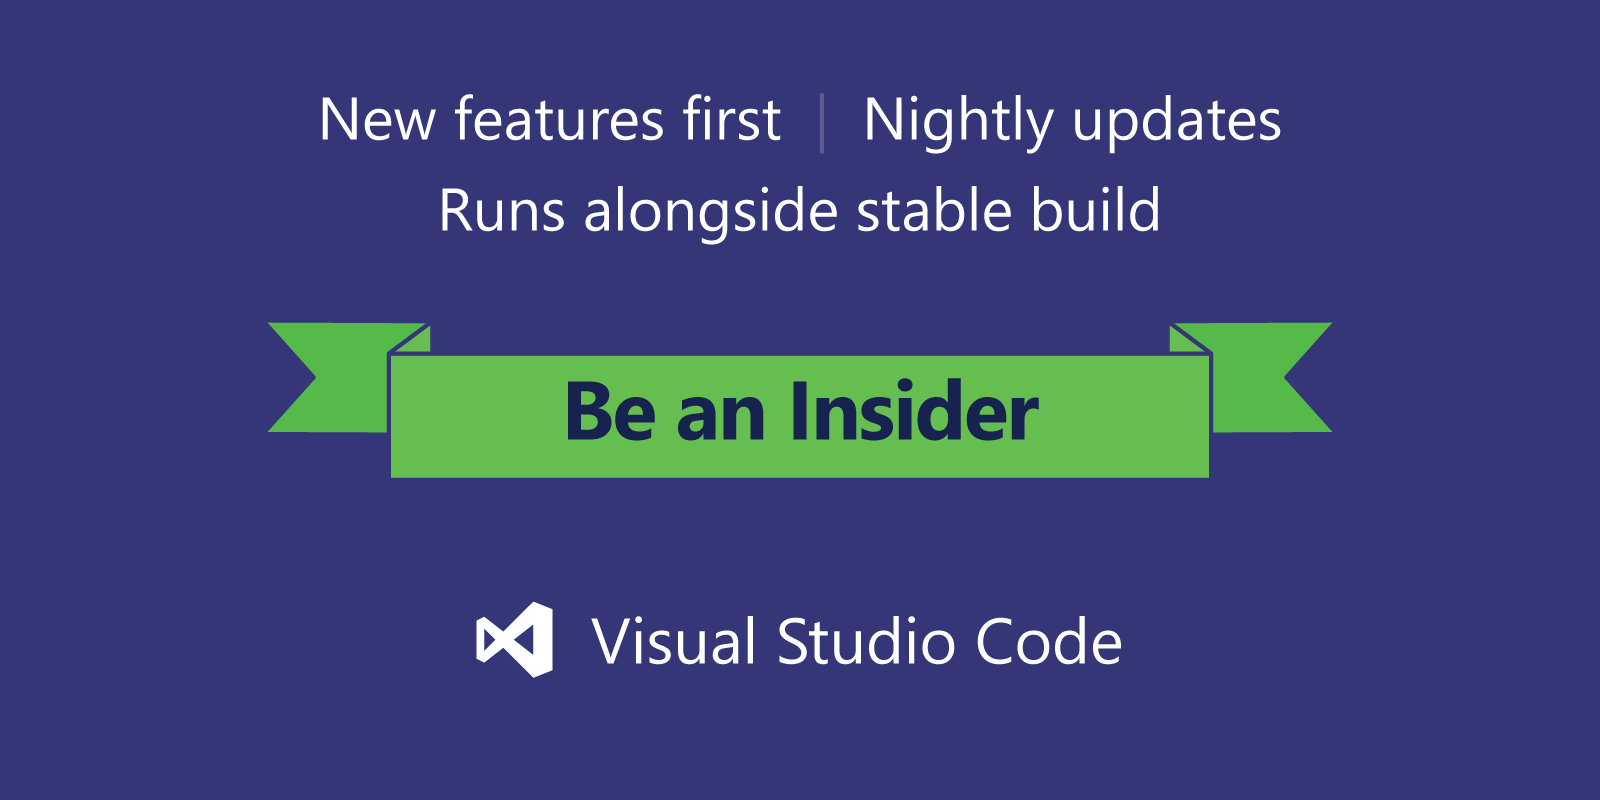 New features first | Nightly updates
Runs alongside stable build
Be an Insider
Visual Studio Code